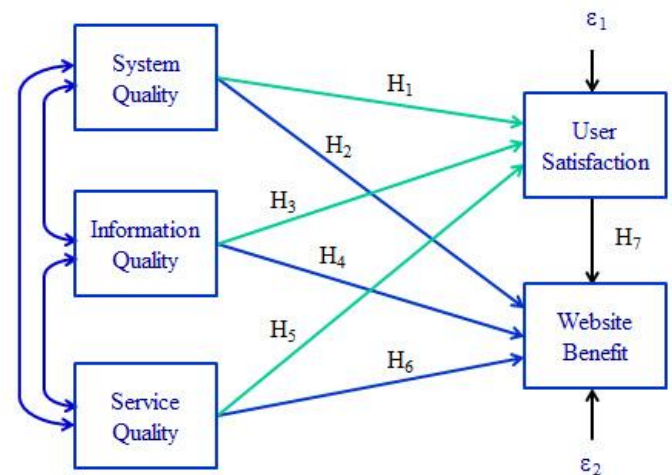 ε₁
System
Quality
H₁
User
Satisfaction
H₂
H₃
Information
Quality
H₇
H₄
Website
Benefit
H₅
H₆
Service
Quality
ε₂